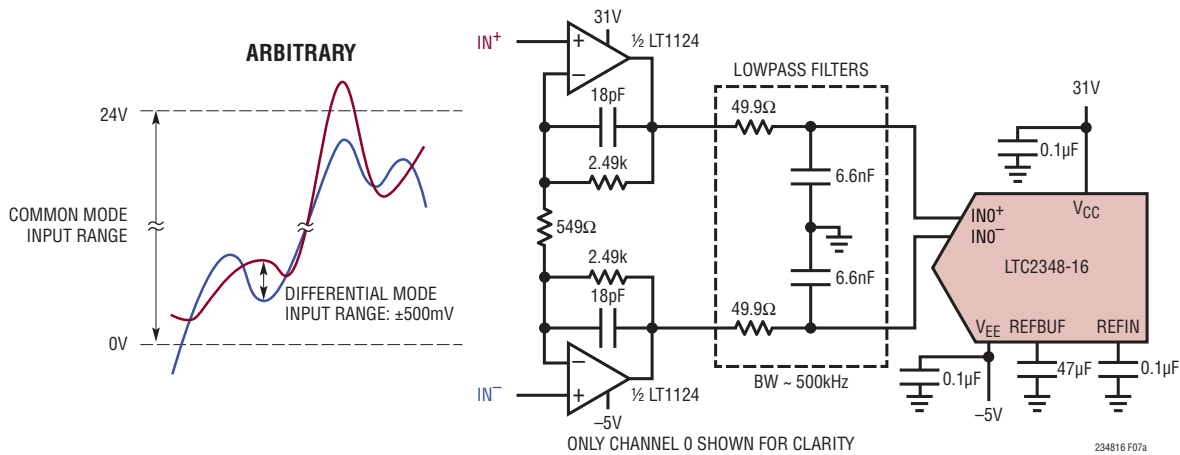 ARBITRARY
24V
COMMON MODE
INPUT RANGE
DIFFERENTIAL MODE
INPUT RANGE: ±500mV
0V
IN+
+
–
31V
½ LT1124
18pF
2.49k
549Ω
2.49k
18pF
–
+
IN–
½ LT1124
–5V
LOWPASS FILTERS
49.9Ω
6.6nF
6.6nF
49.9Ω
BW ~ 500kHz
31V
0.1µF
VCC
IN0+
IN0–
LTC2348-16
VEE
REFBUF
REFIN
0.1µF
47µF
0.1µF
–5V
ONLY CHANNEL 0 SHOWN FOR CLARITY
234816 F07a